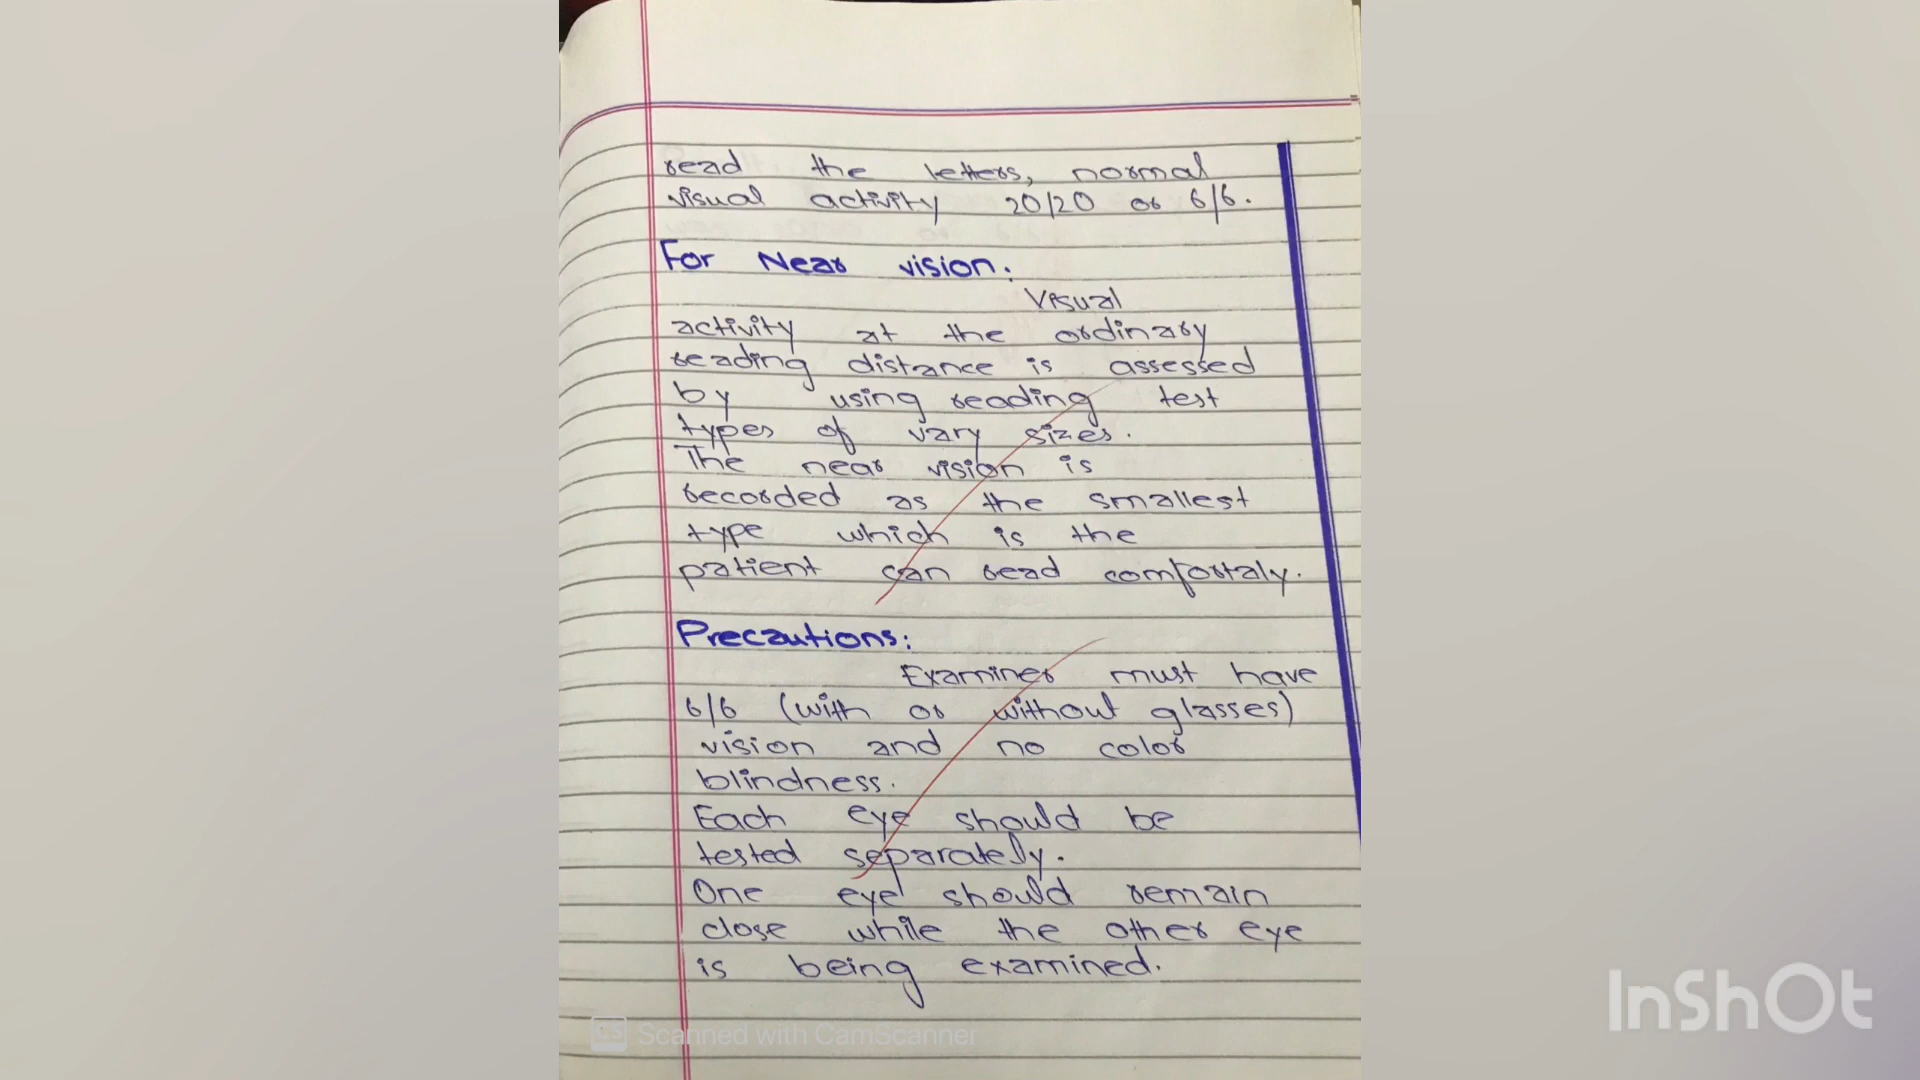 read the letters, normal
visual activity 20/20 or 6/6.
For Near vision:
Visual
activity at the ordinary
reading distance is assessed
by using reading test
types of vary sizes.
The near vision is
recorded as the smallest
type which is the
patient can read comfortaly.
Precautions:
Examiner must have
6/6 (with or without glasses)
vision and no color
blindness.
Each eye should be
tested separately.
One eye should remain
close while the other eye
is being examined.
CS Scanned with CamScanner
InShOt